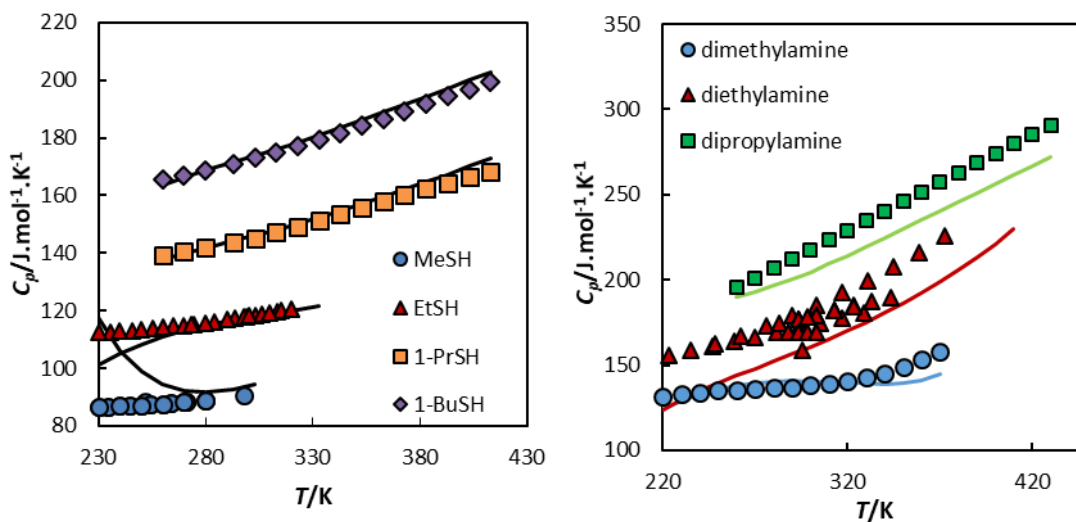 220
200
180
160
140
120
100
80
Cp/J.mol-1.K-1
MeSH
EtSH
1-PrSH
1-BuSH
230
280
330
380
430
T/K
350
300
250
200
150
100
Cp/J.mol-1.K-1
dimethylamine
diethylamine
dipropylamine
220
320
420
T/K